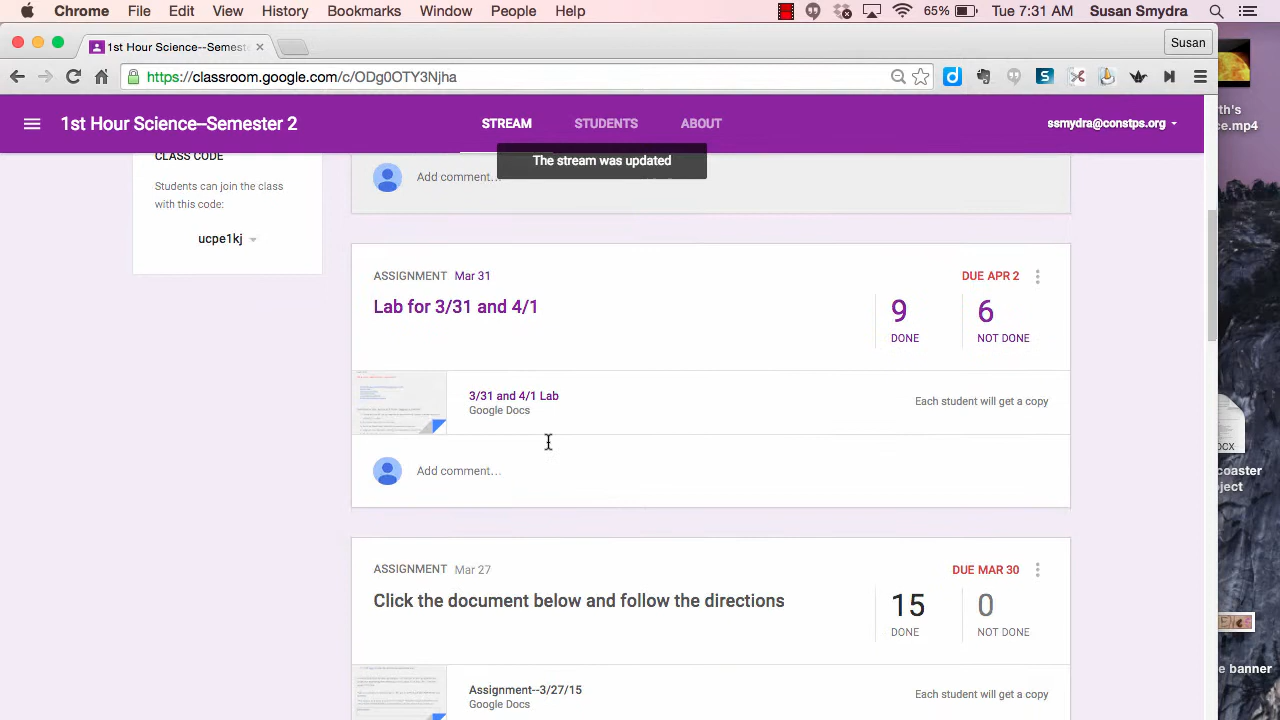 Chrome File Edit View History Bookmarks Window People Help 65% Tue 7:31 AM Susan Smydra
1st Hour Science--Semeste
Susan
https://classroom.google.com/c/ODg0OTY3Njha
1st Hour Science--Semester 2 STREAM STUDENTS ABOUT ssmydra@constps.org
The stream was updated
CLASS CODE
Students can join the class
with this code:
ucpe1kj
Add comment...
ASSIGNMENT Mar 31 DUE APR 2
Lab for 3/31 and 4/1
9 DONE
6 NOT DONE
3/31 and 4/1 Lab
Google Docs
Each student will get a copy
Add comment...
ASSIGNMENT Mar 27 DUE MAR 30
Click the document below and follow the directions
15 DONE
0 NOT DONE
Assignment--3/27/15
Google Docs
Each student will get a copy
th's
ce.mp4
OCX
coaster
ject
e banner